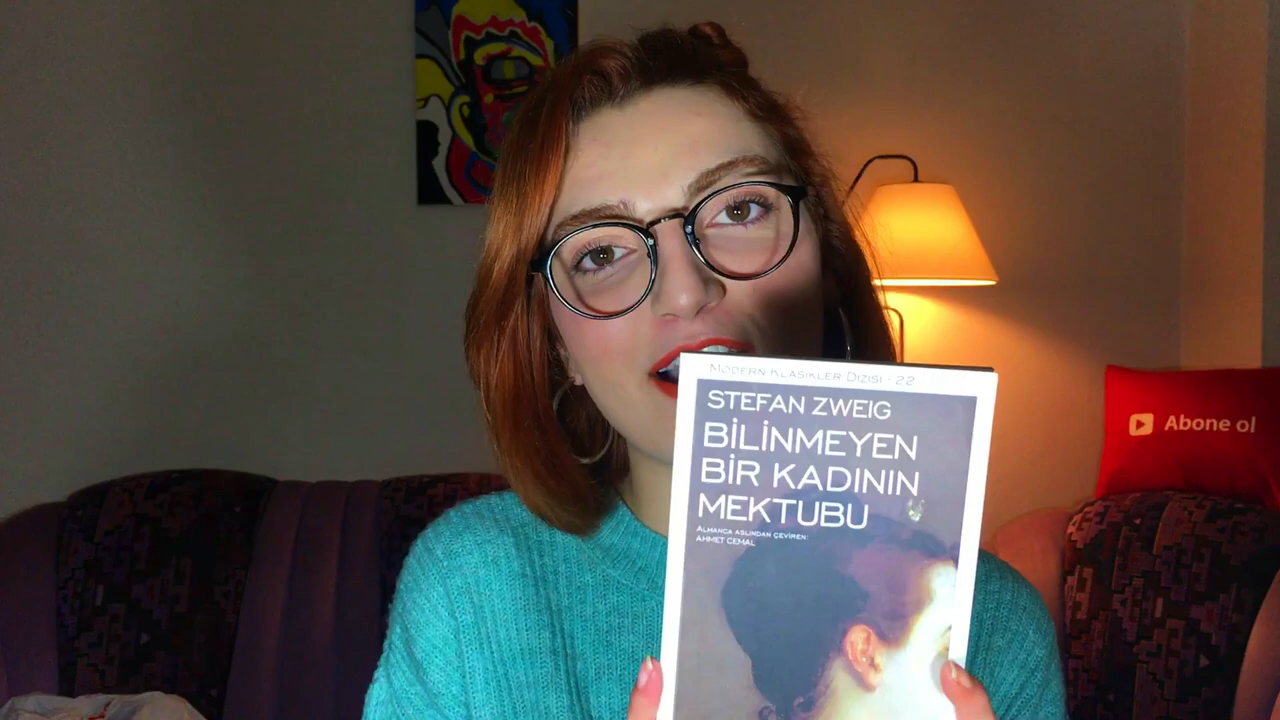 MODERN KLASİKLER DİZİSİ - 22
STEFAN ZWEIG
BİLİNMEYEN
BİR KADININ
MEKTUBU
ALMANCA ASLINDAN ÇEVİREN:
AHMET CEMAL
Abone ol